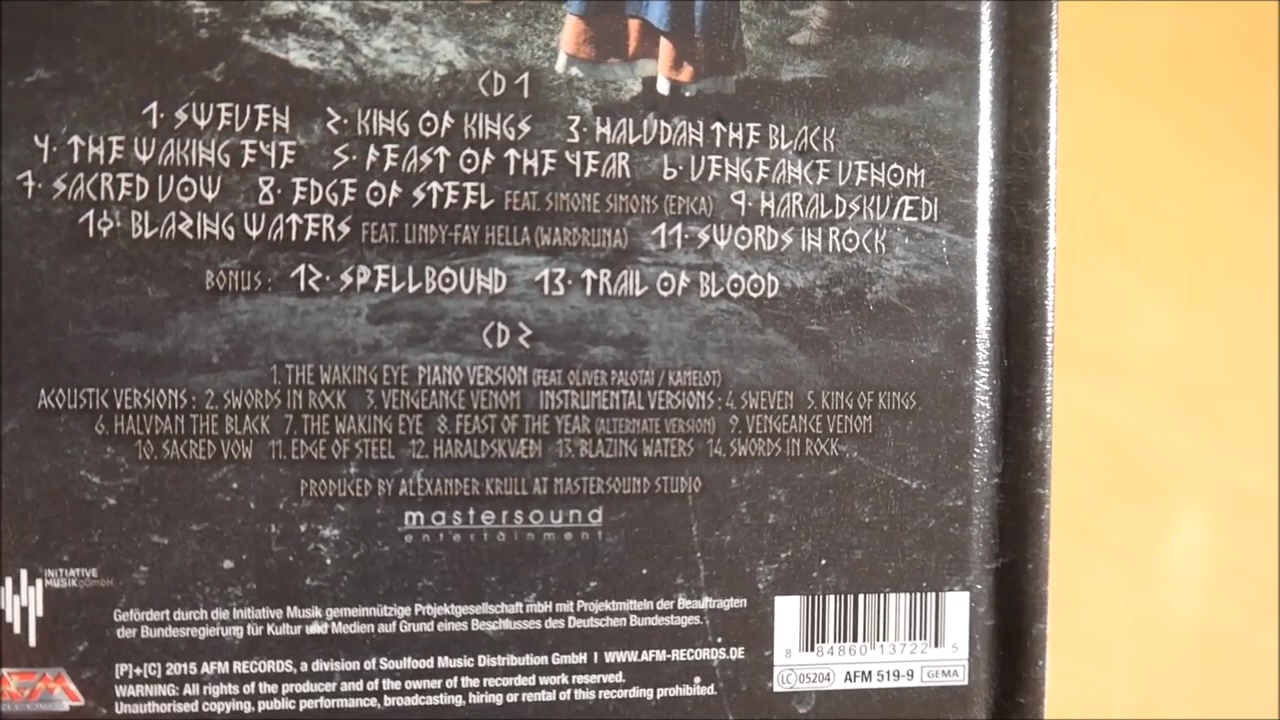 CD 1
1. SWEVEN 2. KING OF KINGS 3. HALVDAN THE BLACK
4. THE WAKING EYE 5. FEAST OF THE YEAR 6. VENGEANCE VENOM
7. SACRED VOW 8. EDGE OF STEEL FEAT. SIMONE SIMONS (EPICA) 9. HARALDSKVÆDI
10. BLAZING WATERS FEAT. LINDY-FAY HELLA (WARDRUNA) 11. SWORDS IN ROCK
BONUS: 12. SPELLBOUND 13. TRAIL OF BLOOD
CD 2
1. THE WAKING EYE PIANO VERSION (FEAT. OLIVER PALOTAI / KAMELOT)
ACOUSTIC VERSIONS: 2. SWORDS IN ROCK 3. VENGEANCE VENOM INSTRUMENTAL VERSIONS: 4. SWEVEN 5. KING OF KINGS
6. HALVDAN THE BLACK 7. THE WAKING EYE 8. FEAST OF THE YEAR (ALTERNATE VERSION) 9. VENGEANCE VENOM
10. SACRED VOW 11. EDGE OF STEEL 12. HARALDSKVÆDI 13. BLAZING WATERS 14. SWORDS IN ROCK
PRODUCED BY ALEXANDER KRULL AT MASTERSOUND STUDIO
mastersound
entertainment
INITIATIVE
MUSIK gGmbH
Gefördert durch die Initiative Musik gemeinnützige Projektgesellschaft mbH mit Projektmitteln der Beauftragten
der Bundesregierung für Kultur und Medien auf Grund eines Beschlusses des Deutschen Bundestages.
[P]+[C] 2015 AFM RECORDS, a division of Soulfood Music Distribution GmbH | WWW.AFM-RECORDS.DE
WARNING: All rights of the producer and of the owner of the recorded work reserved.
Unauthorised copying, public performance, broadcasting, hiring or rental of this recording prohibited.
AFM
8 84860 13722 5
LC 05204 AFM 519-9 GEMA